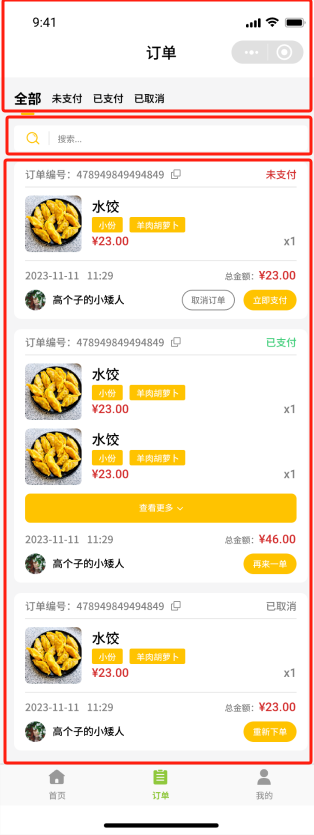 9:41
订单
全部 未支付 已支付 已取消
搜索...
订单编号：478949849494849 未支付
水饺
小份 羊肉胡萝卜
¥23.00 x1
2023-11-11 11:29 总金额：¥23.00
高个子的小矮人 取消订单 立即支付
订单编号：478949849494849 已支付
水饺
小份 羊肉胡萝卜
¥23.00 x1
水饺
小份 羊肉胡萝卜
¥23.00 x1
查看更多
2023-11-11 11:29 总金额：¥46.00
高个子的小矮人 再来一单
订单编号：478949849494849 已取消
水饺
小份 羊肉胡萝卜
¥23.00 x1
2023-11-11 11:29 总金额：¥23.00
高个子的小矮人 重新下单
首页 订单 我的